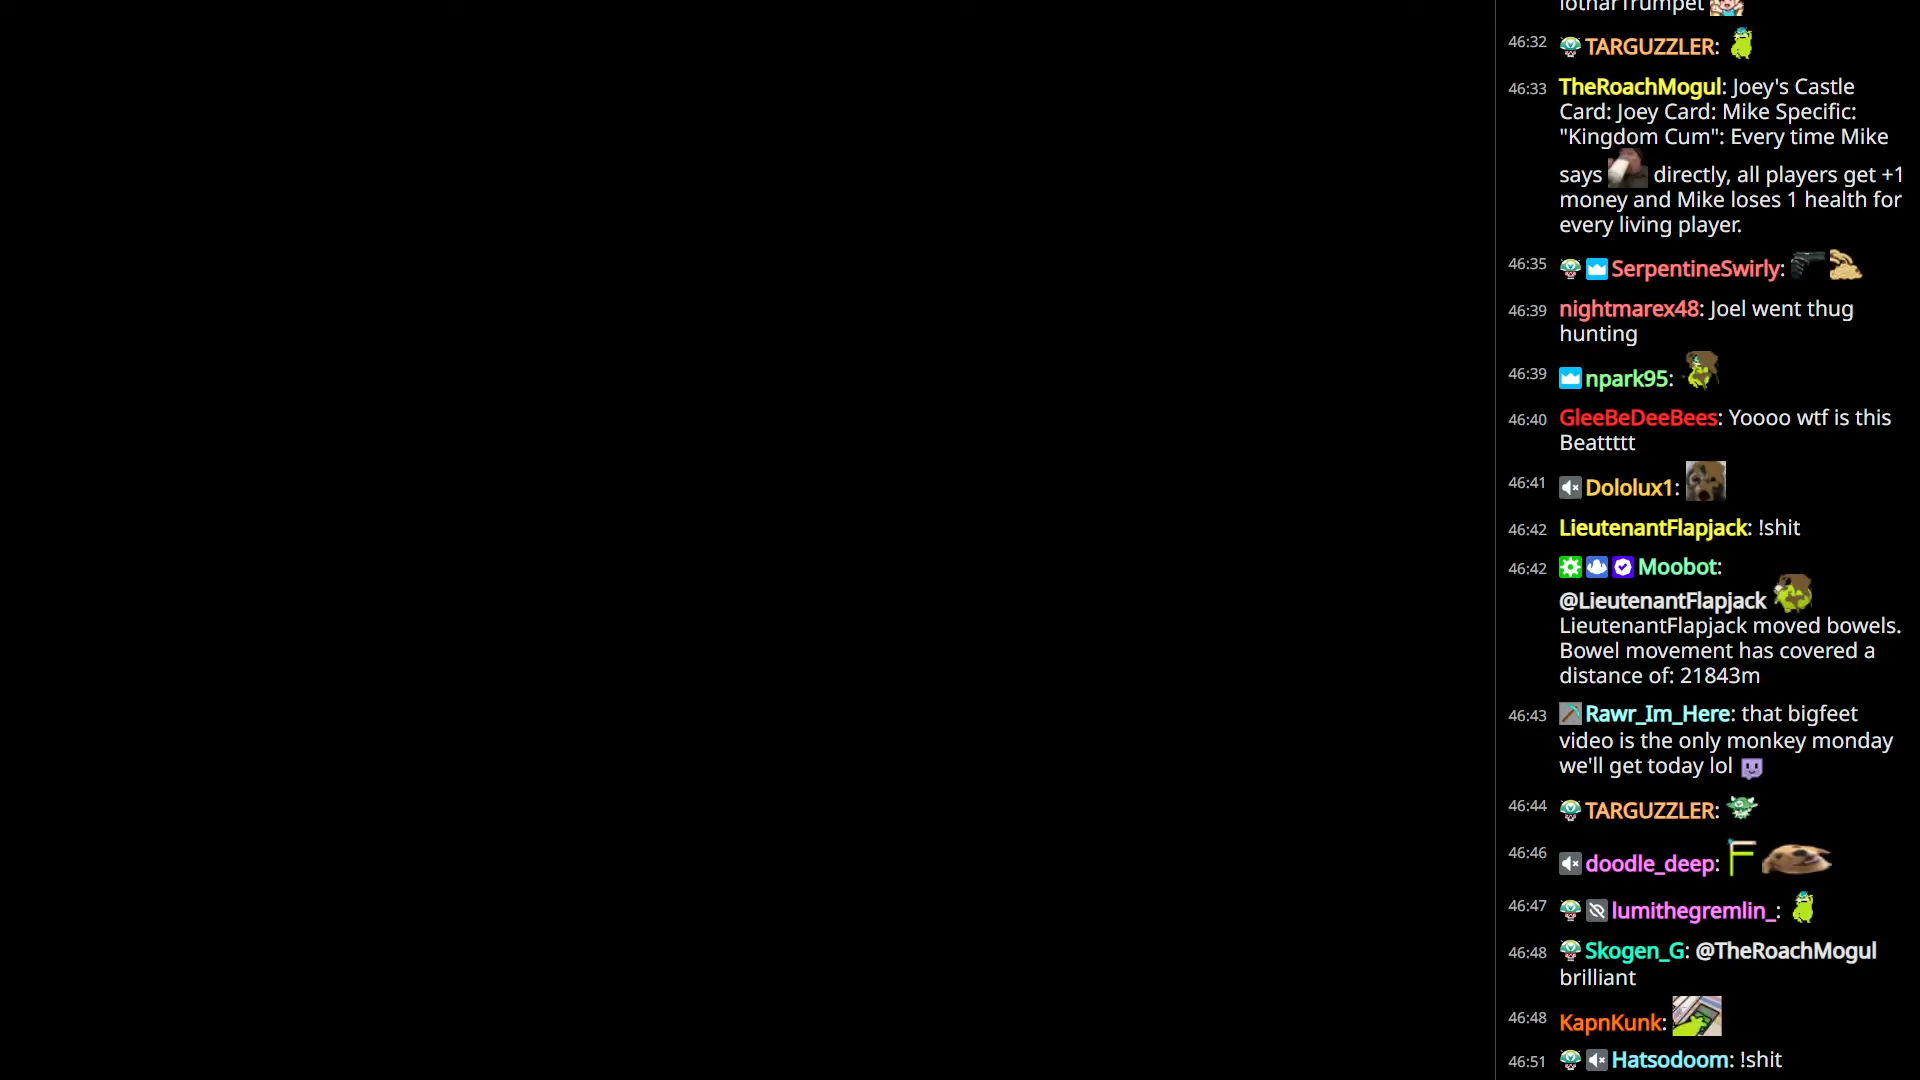 lotharTrumpet
46:32 TARGUZZLER:
46:33 TheRoachMogul: Joey's Castle
Card: Joey Card: Mike Specific:
"Kingdom Cum": Every time Mike
says directly, all players get +1
money and Mike loses 1 health for
every living player.
46:35 SerpentineSwirly:
46:39 nightmarex48: Joel went thug
hunting
46:39 npark95:
46:40 GleeBeDeeBees: Yoooo wtf is this
Beattttt
46:41 Dololux1:
46:42 LieutenantFlapjack: !shit
46:42 Moobot:
@LieutenantFlapjack
LieutenantFlapjack moved bowels.
Bowel movement has covered a
distance of: 21843m
46:43 Rawr_Im_Here: that bigfeet
video is the only monkey monday
we'll get today lol
46:44 TARGUZZLER:
46:46 doodle_deep:
46:47 lumithegremlin_:
46:48 Skogen_G: @TheRoachMogul
brilliant
46:48 KapnKunk:
46:51 Hatsodoom: !shit